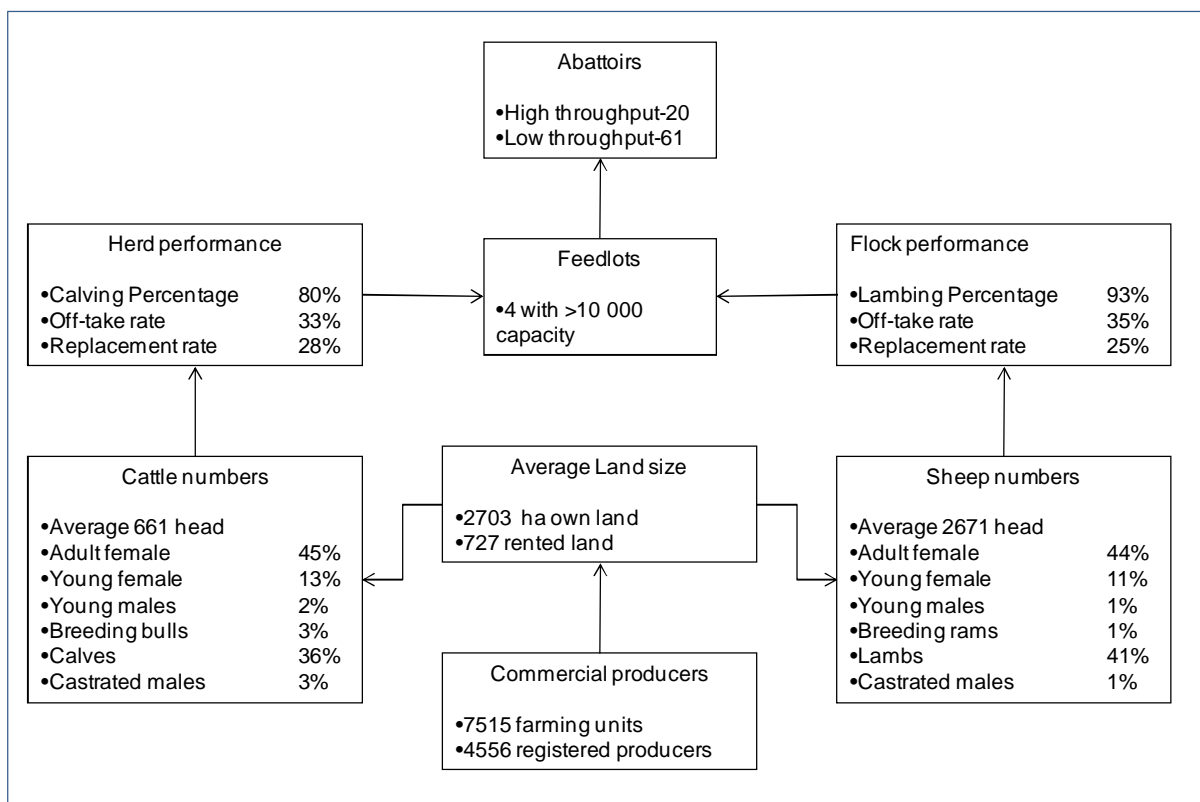 Abattoirs
•High throughput-20
•Low throughput-61
Herd performance
•Calving Percentage 80%
•Off-take rate 33%
•Replacement rate 28%
Feedlots
•4 with >10 000
capacity
Flock performance
•Lambing Percentage 93%
•Off-take rate 35%
•Replacement rate 25%
Cattle numbers
•Average 661 head
•Adult female 45%
•Young female 13%
•Young males 2%
•Breeding bulls 3%
•Calves 36%
•Castrated males 3%
Average Land size
•2703 ha own land
•727 rented land
Sheep numbers
•Average 2671 head
•Adult female 44%
•Young female 11%
•Young males 1%
•Breeding rams 1%
•Lambs 41%
•Castrated males 1%
Commercial producers
•7515 farming units
•4556 registered producers